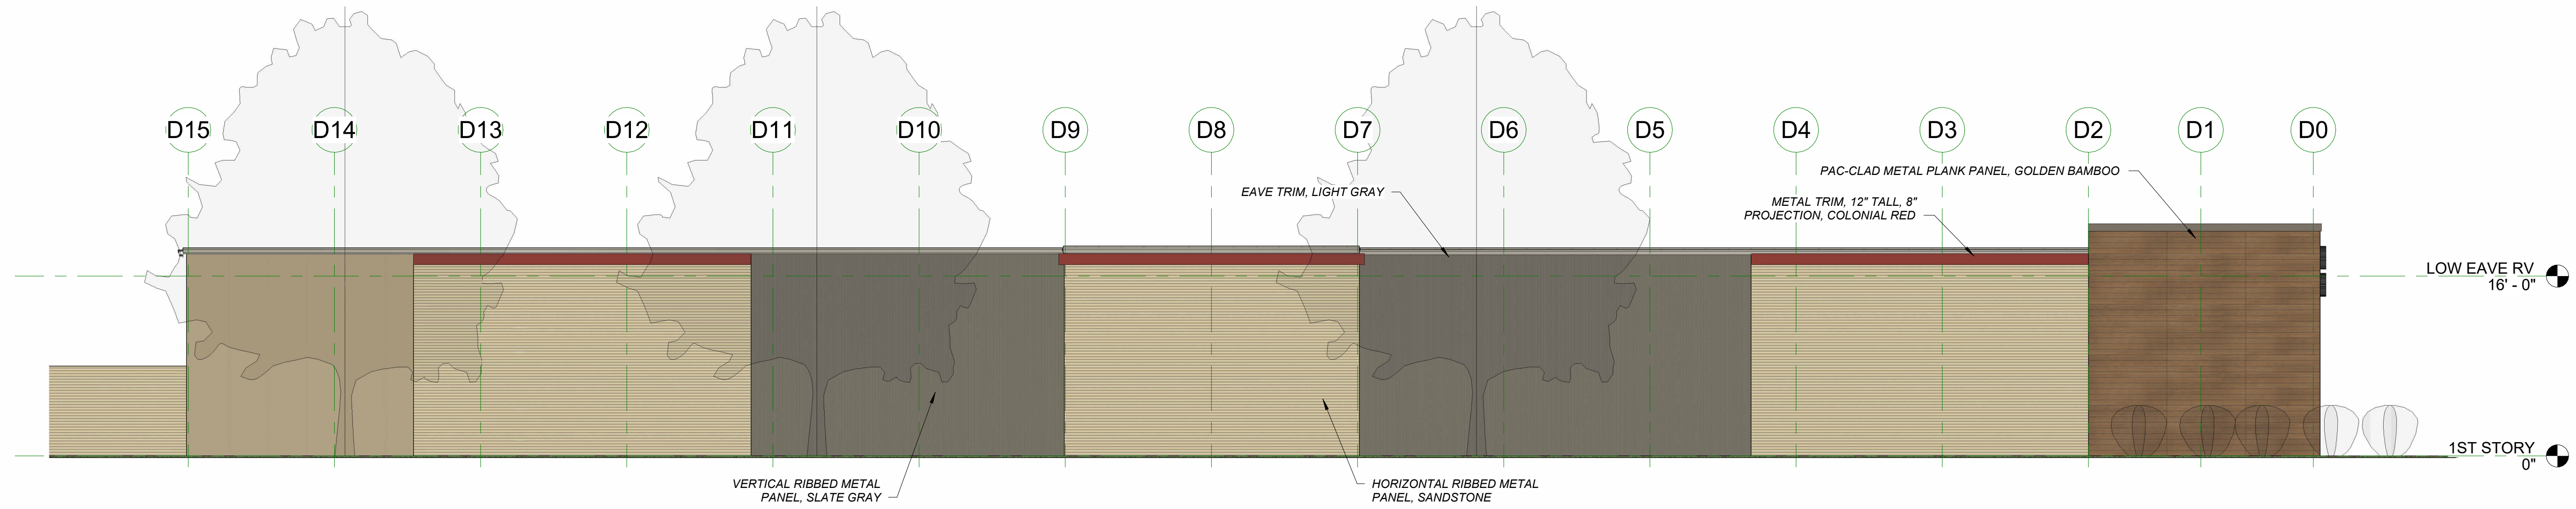 D15
D14
D13
D12
D11
D10
D9
D8
D7
D6
D5
D4
D3
D2
D1
D0
PAC-CLAD METAL PLANK PANEL, GOLDEN BAMBOO
EAVE TRIM, LIGHT GRAY
METAL TRIM, 12" TALL, 8"
PROJECTION, COLONIAL RED
LOW EAVE RV
16' - 0"
1ST STORY
0"
VERTICAL RIBBED METAL
PANEL, SLATE GRAY
HORIZONTAL RIBBED METAL
PANEL, SANDSTONE